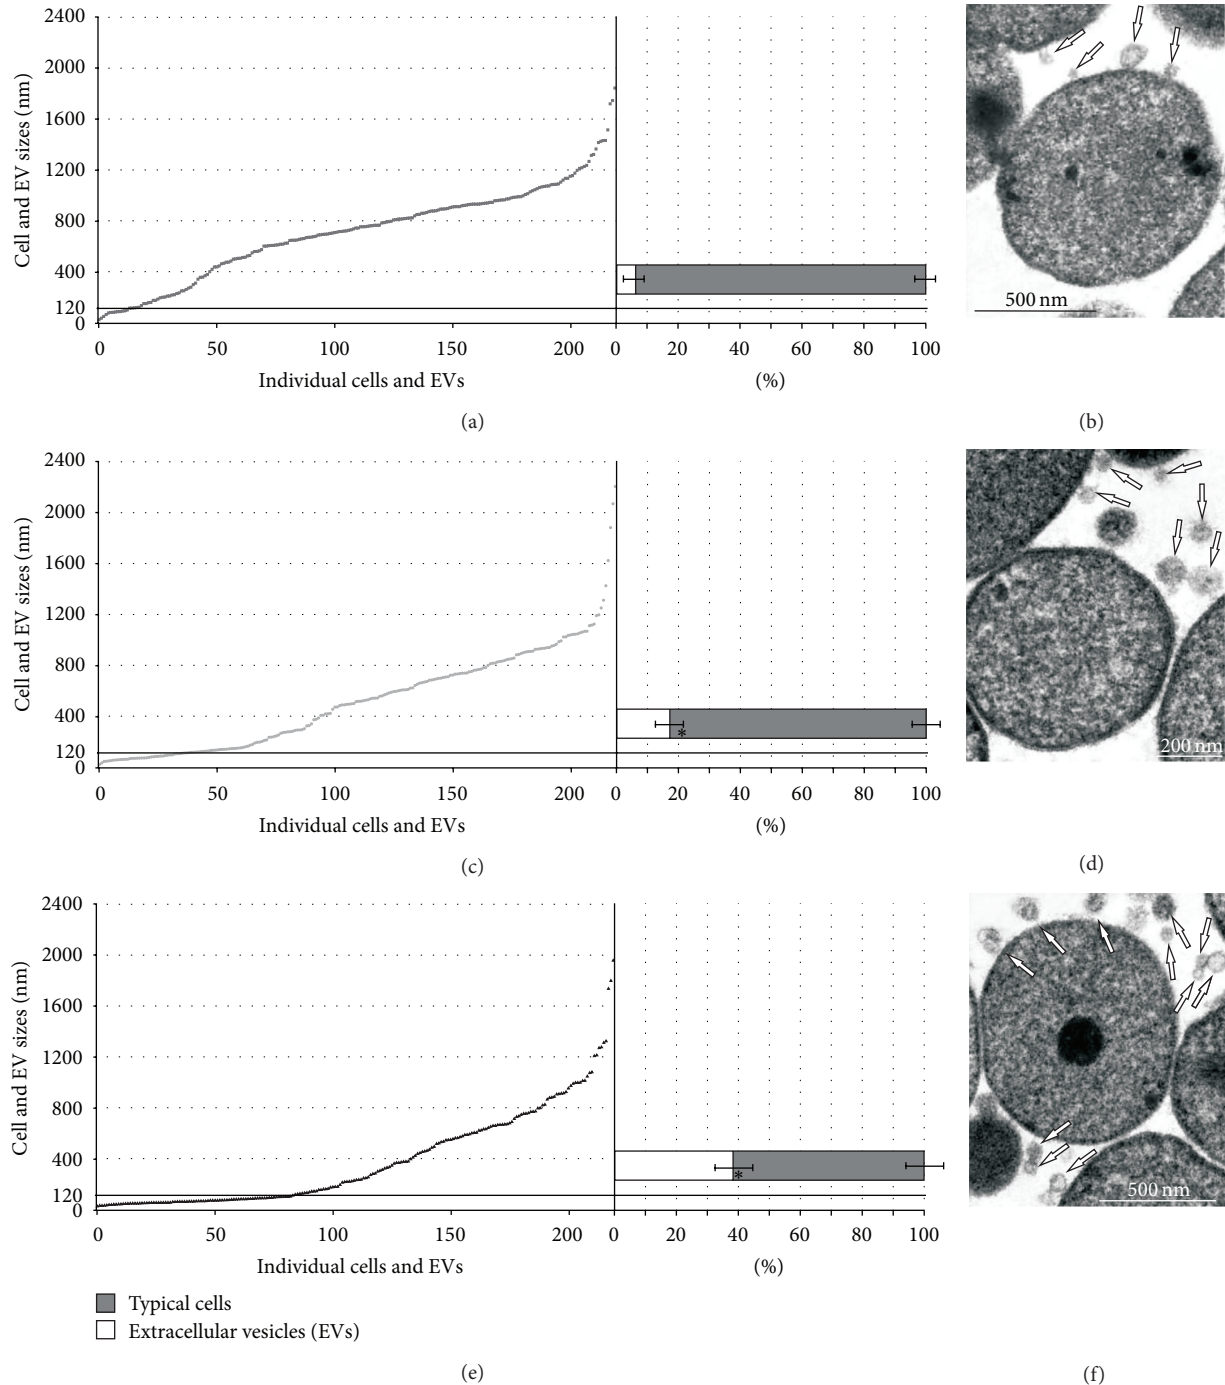 2400
2000
1600
1200
800
400
120
0
Cell and EV sizes (nm)
0 50 100 150 200 0 20 40 60 80 100
Individual cells and EVs (%)
(a)
500 nm
(b)
2400
2000
1600
1200
800
400
120
0
Cell and EV sizes (nm)
*
0 50 100 150 200 0 20 40 60 80 100
Individual cells and EVs (%)
(c)
200 nm
(d)
2400
2000
1600
1200
800
400
120
0
Cell and EV sizes (nm)
*
0 50 100 150 200 0 20 40 60 80 100
Individual cells and EVs (%)
Typical cells
Extracellular vesicles (EVs)
(e)
500 nm
(f)